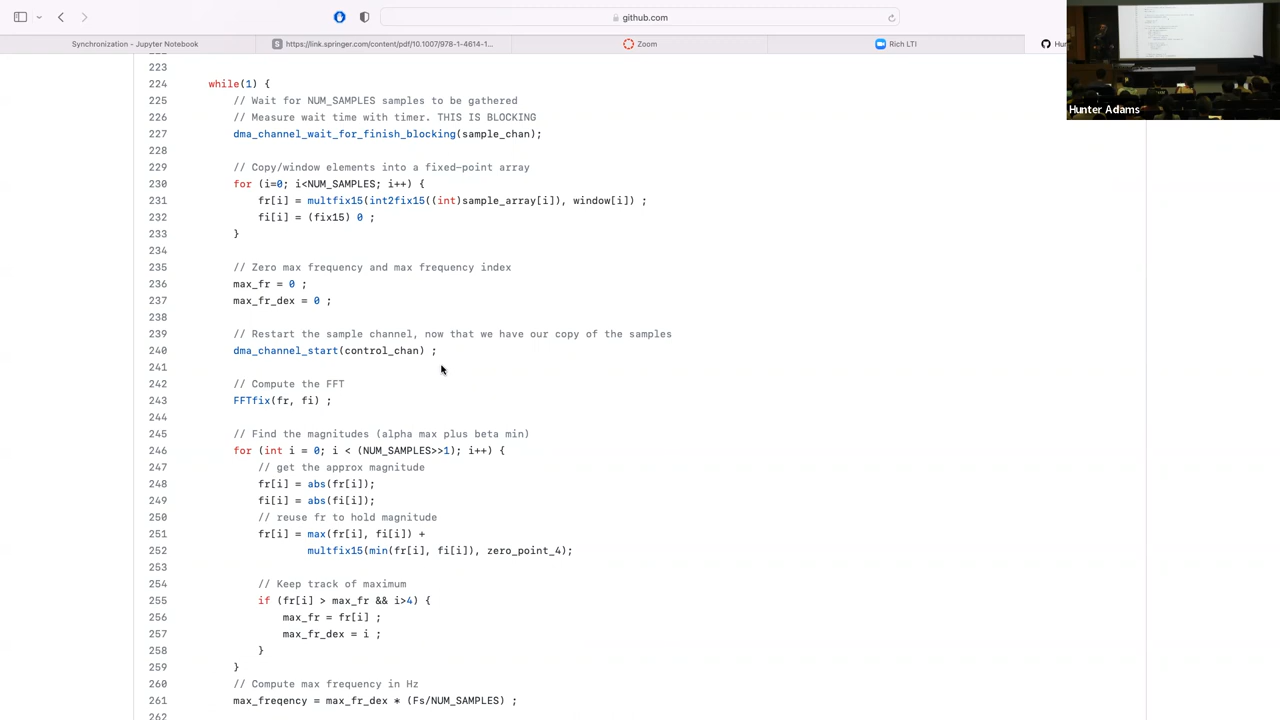 github.com
Synchronization - Jupyter Notebook
https://link.springer.com/content/pdf/10.1007/978-1-4614-1...
Zoom
Rich LTI
Hunter Adams
223
224 while(1) {
225 // Wait for NUM_SAMPLES samples to be gathered
226 // Measure wait time with timer. THIS IS BLOCKING
227 dma_channel_wait_for_finish_blocking(sample_chan);
228
229 // Copy/window elements into a fixed-point array
230 for (i=0; i<NUM_SAMPLES; i++) {
231 fr[i] = multfix15(int2fix15((int)sample_array[i]), window[i]) ;
232 fi[i] = (fix15) 0 ;
233 }
234
235 // Zero max frequency and max frequency index
236 max_fr = 0 ;
237 max_fr_dex = 0 ;
238
239 // Restart the sample channel, now that we have our copy of the samples
240 dma_channel_start(control_chan) ;
241
242 // Compute the FFT
243 FFTfix(fr, fi) ;
244
245 // Find the magnitudes (alpha max plus beta min)
246 for (int i = 0; i < (NUM_SAMPLES>>1); i++) {
247 // get the approx magnitude
248 fr[i] = abs(fr[i]);
249 fi[i] = abs(fi[i]);
250 // reuse fr to hold magnitude
251 fr[i] = max(fr[i], fi[i]) +
252 multfix15(min(fr[i], fi[i]), zero_point_4);
253
254 // Keep track of maximum
255 if (fr[i] > max_fr && i>4) {
256 max_fr = fr[i] ;
257 max_fr_dex = i ;
258 }
259 }
260 // Compute max frequency in Hz
261 max_freqency = max_fr_dex * (Fs/NUM_SAMPLES) ;
262